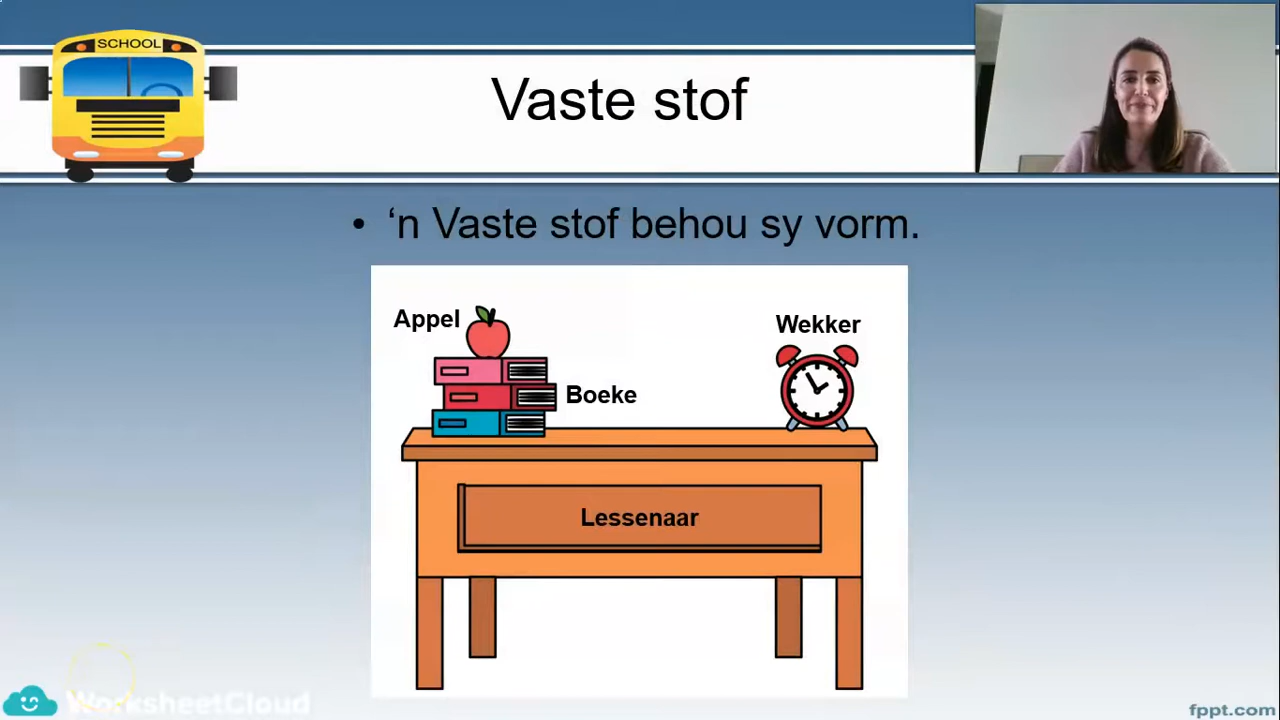 SCHOOL
Vaste stof
• ‘n Vaste stof behou sy vorm.
Appel
Wekker
Boeke
Lessenaar
WorksheetCloud
fppt.com